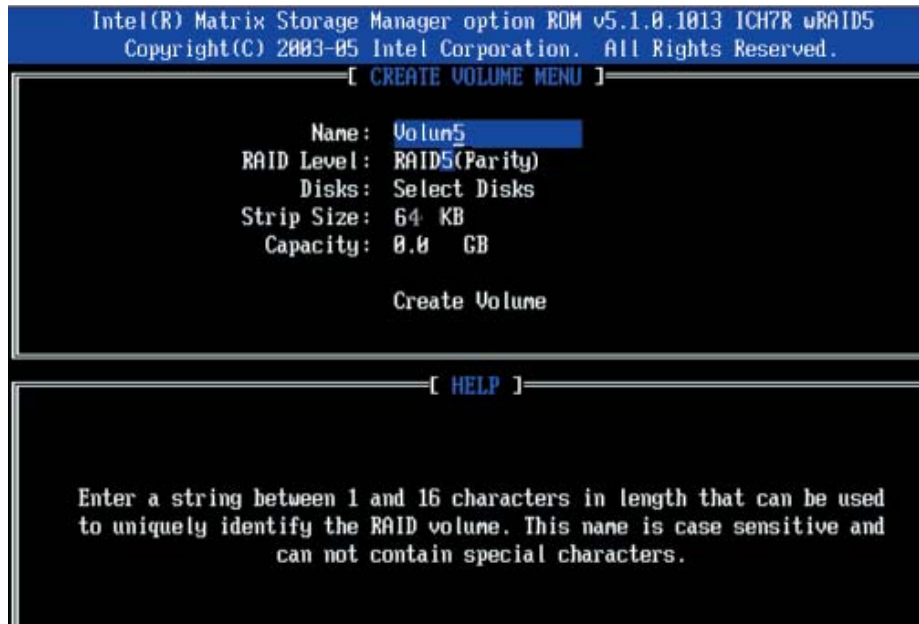 Intel(R) Matrix Storage Manager option ROM v5.1.0.1013 ICH7R wRAID5
Copyright(C) 2003-05 Intel Corporation. All Rights Reserved.
[ CREATE VOLUME MENU ]
Name: Volum5
RAID Level: RAID5(Parity)
Disks: Select Disks
Strip Size: 64 KB
Capacity: 0.0 GB
Create Volume
[ HELP ]
Enter a string between 1 and 16 characters in length that can be used
to uniquely identify the RAID volume. This name is case sensitive and
can not contain special characters.